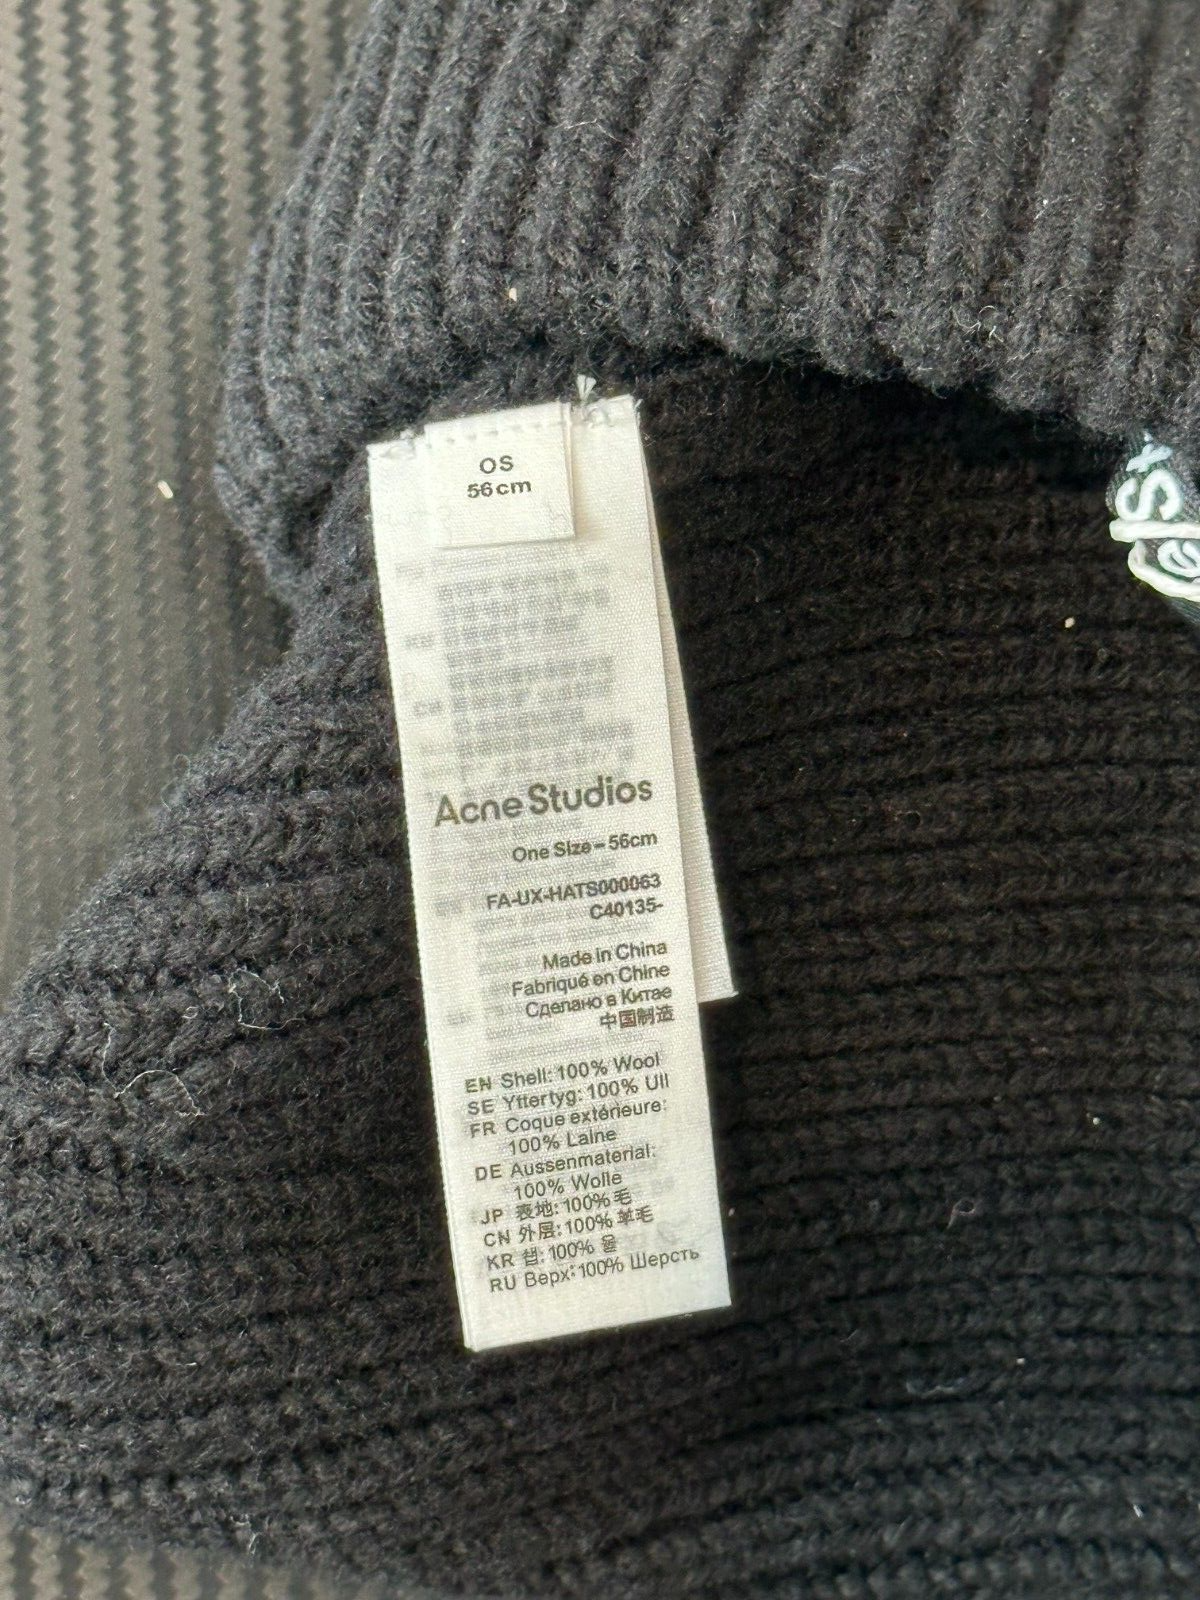 OS
56cm
Acne Studios
One Size – 56cm
FA-UX-HATS000063
C40135-
Made in China
Fabriqué en Chine
Сделано в Китае
中国制造
EN Shell: 100% Wool
SE Yttertyg: 100% Ull
FR Coque extérieure:
100% Laine
DE Aussenmaterial:
100% Wolle
JP 表地: 100% 毛
CN 外层: 100% 羊毛
KR 쉘: 100% 울
RU Верх: 100% Шерсть